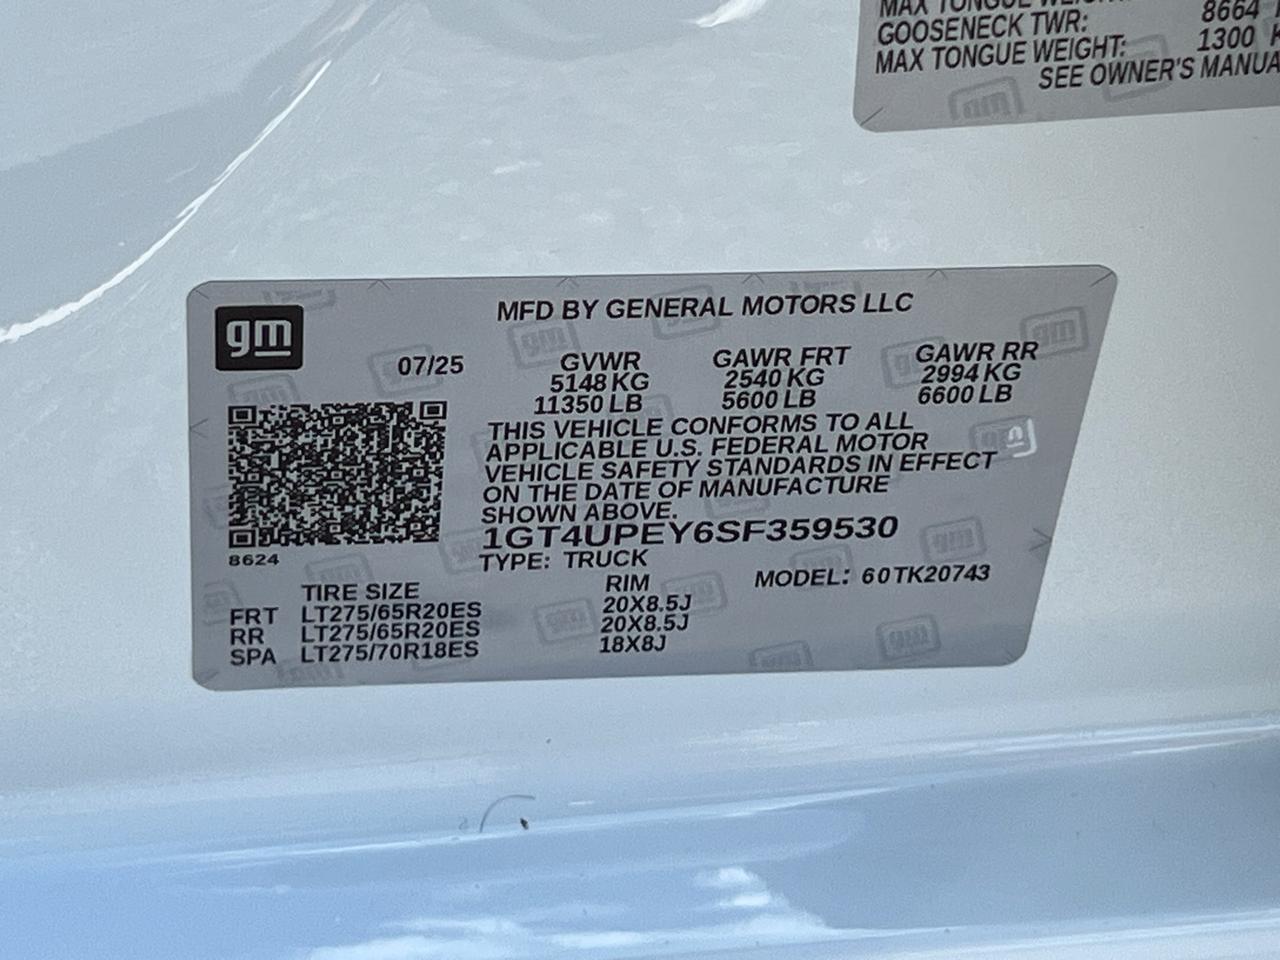 MAX TONGUE WEIGHT:
GOOSENECK TWR: 8664
MAX TONGUE WEIGHT: 1300 K
SEE OWNER'S MANUA
gm
MFD BY GENERAL MOTORS LLC
07/25
GVWR GAWR FRT GAWR RR
5148 KG 2540 KG 2994 KG
11350 LB 5600 LB 6600 LB
THIS VEHICLE CONFORMS TO ALL
APPLICABLE U.S. FEDERAL MOTOR
VEHICLE SAFETY STANDARDS IN EFFECT
ON THE DATE OF MANUFACTURE
SHOWN ABOVE.
1GT4UPEY6SF359530
8624
TYPE: TRUCK
MODEL: 60TK20743
TIRE SIZE RIM
FRT LT275/65R20ES 20X8.5J
RR LT275/65R20ES 20X8.5J
SPA LT275/70R18ES 18X8J